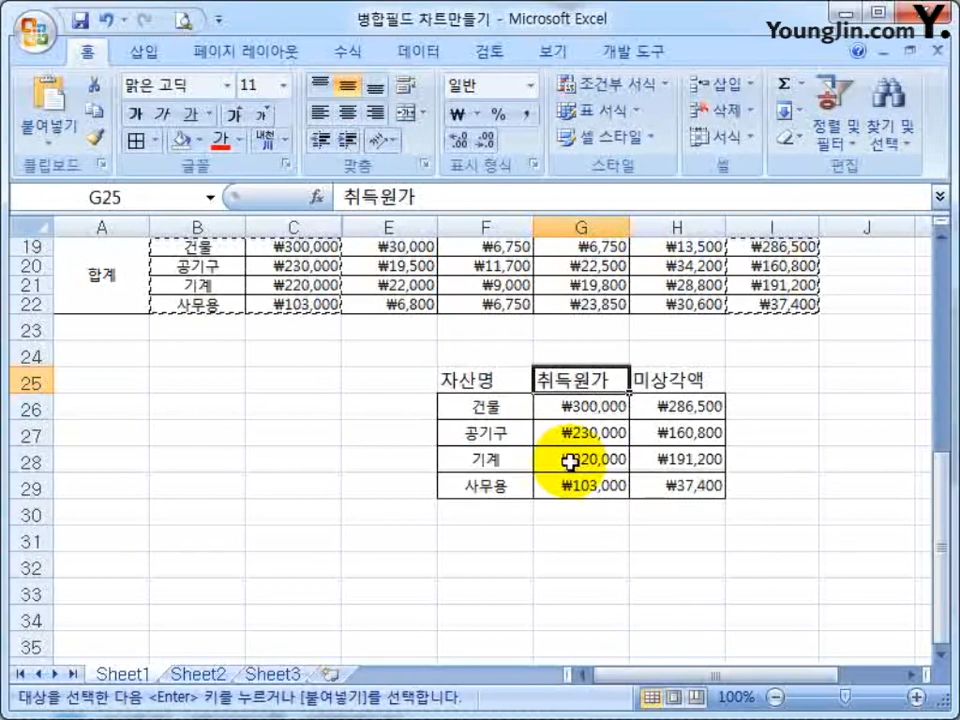 병합필드 차트만들기 - Microsoft Excel
YoungJin.com Y.
홈 삽입 페이지 레이아웃 수식 데이터 검토 보기 개발 도구
붙여넣기
클립보드
맑은 고딕 11
가 가 가 가 가
가 내천
글꼴
맞춤
일반
₩ % ,
표시 형식
조건부 서식
표 서식
셀 스타일
스타일
삽입
삭제
서식
셀
Σ
정렬 및 필터
찾기 및 선택
편집
G25 fx 취득원가
A B C E F G H I J
19 건물 ₩300,000 ₩30,000 ₩6,750 ₩6,750 ₩13,500 ₩286,500
20 합계 공기구 ₩230,000 ₩19,500 ₩11,700 ₩22,500 ₩34,200 ₩160,800
21 기계 ₩220,000 ₩22,000 ₩9,000 ₩19,800 ₩28,800 ₩191,200
22 사무용 ₩103,000 ₩6,800 ₩6,750 ₩23,850 ₩30,600 ₩37,400
23
24
25 자산명 취득원가 미상각액
26 건물 ₩300,000 ₩286,500
27 공기구 ₩230,000 ₩160,800
28 기계 20,000 ₩191,200
29 사무용 ₩103,000 ₩37,400
30
31
32
33
34
35
Sheet1 Sheet2 Sheet3
대상을 선택한 다음 <Enter> 키를 누르거나 [붙여넣기]를 선택합니다. 100%